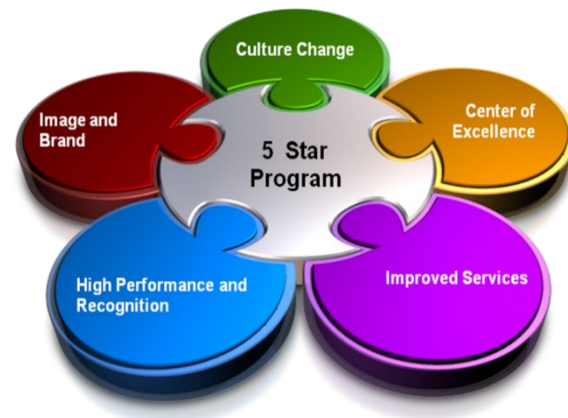 Culture Change
Image and
Brand
Center of
Excellence
5 Star
Program
High Performance and
Recognition
Improved Services